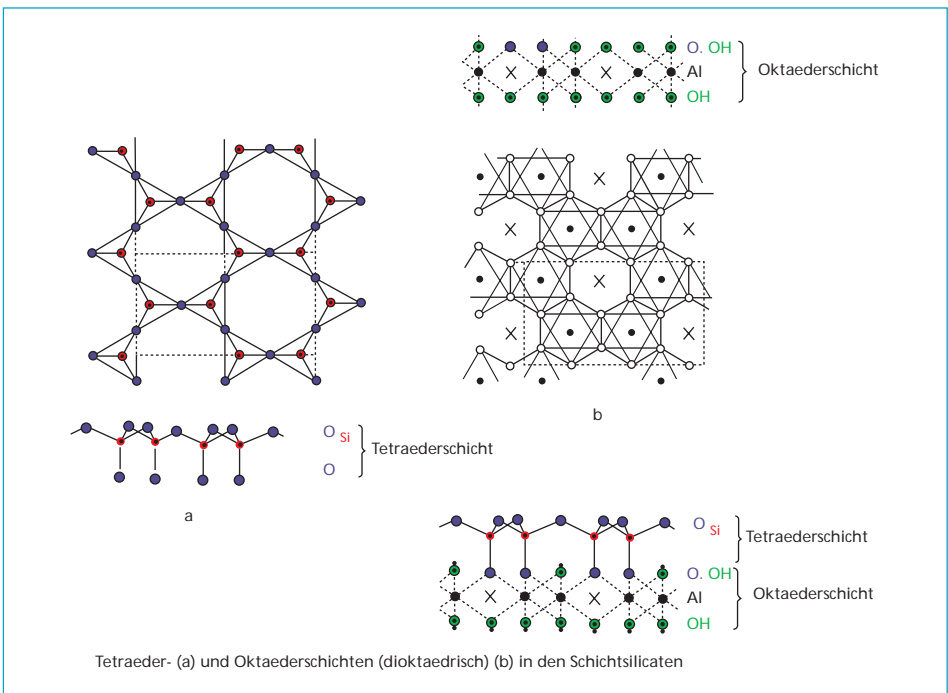 O. OH
Al
OH
Oktaederschicht
b
O Si
O
Tetraederschicht
a
O Si
Tetraederschicht
O. OH
Al
OH
Oktaederschicht
Tetraeder- (a) und Oktaederschichten (dioktaedrisch) (b) in den Schichtsilicaten